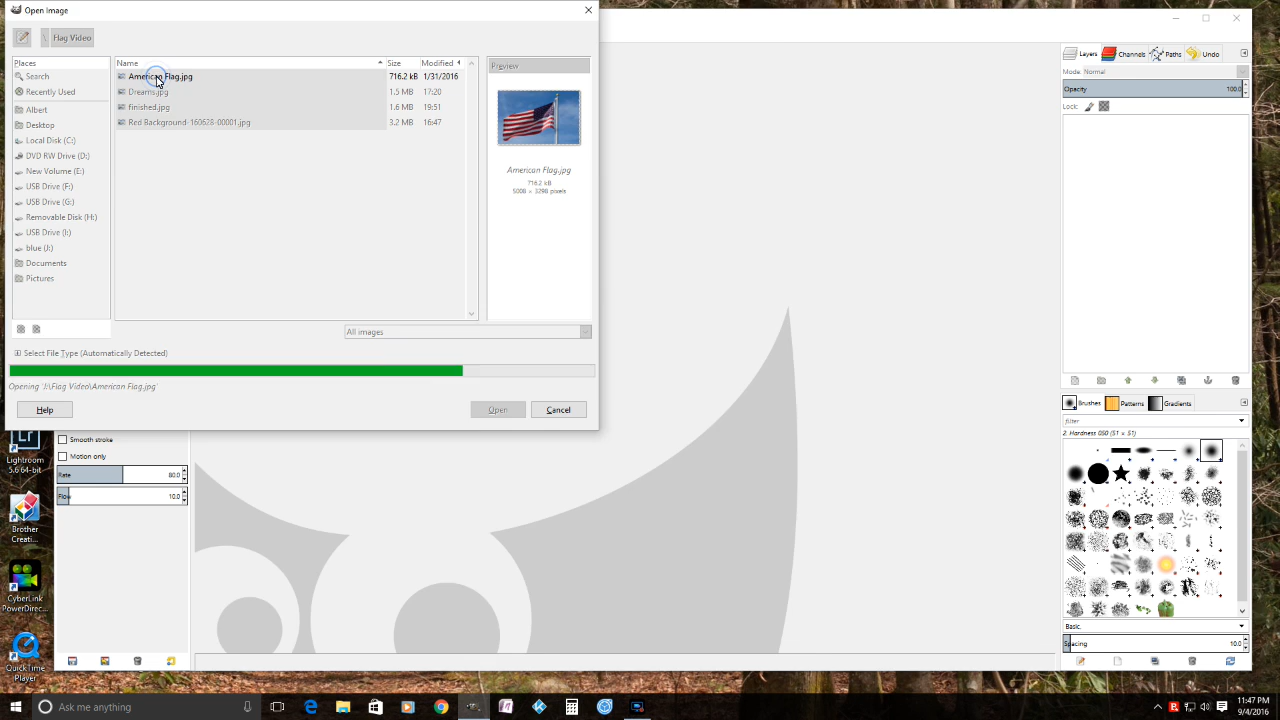 Open Image
Flag Video
Places
Search
Recently Used
Albert
Desktop
Local Disk (C:)
DVD RW Drive (D:)
New Volume (E:)
USB Drive (F:)
USB Drive (G:)
Removable Disk (H:)
USB Drive (I:)
blue (J:)
Documents
Pictures
Name Size Modified
American Flag.jpg 716.2 kB 1/31/2016
Dreams.jpg 1.5 MB 17:20
finished.jpg 1.6 MB 19:51
Red Background-160628-00001.jpg 3.2 MB 16:47
Preview
American Flag.jpg
716.2 kB
5008 × 3298 pixels
All images
Select File Type (Automatically Detected)
Opening 'J:\Flag Video\American Flag.jpg'
Help Open Cancel
Smooth stroke
Motion only
Rate 80.0
Flow 10.0
Layers Channels Paths Undo
Mode: Normal
Opacity 100.0
Lock:
Brushes Patterns Gradients
filter
2. Hardness 050 (51 × 51)
Basic,
Spacing 10.0
Lightroom
5.6 64-bit
Brother
Creati...
CyberLink
PowerDirec...
QuickTime
Player
Ask me anything
11:47 PM
9/4/2016